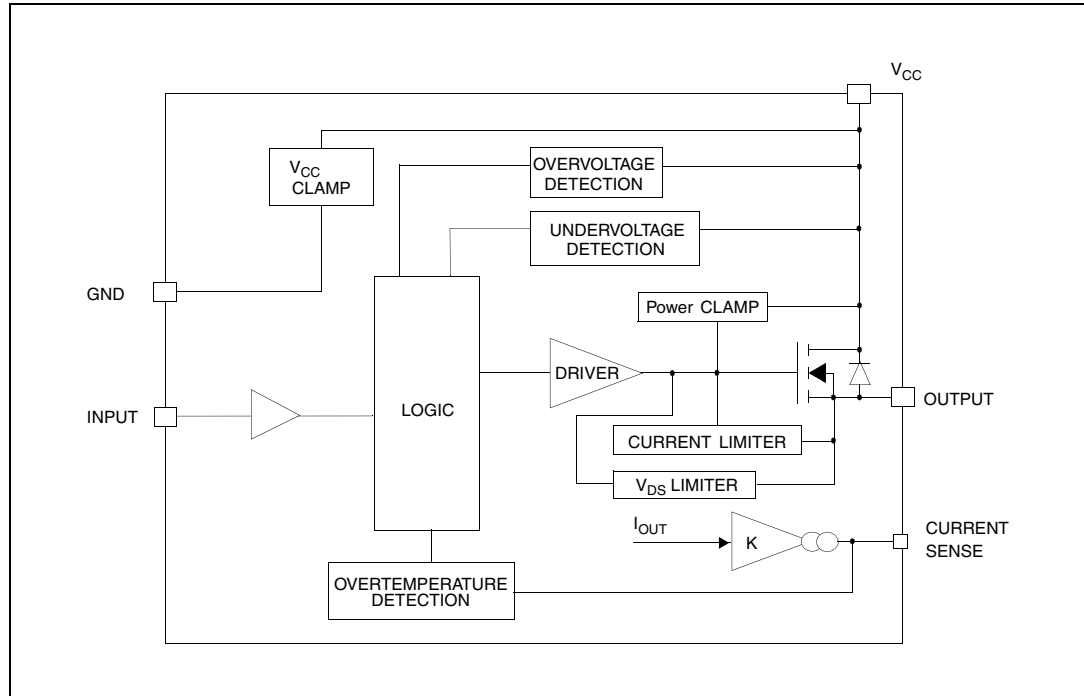 VCC
VCC
CLAMP
OVERVOLTAGE
DETECTION
UNDERVOLTAGE
DETECTION
GND
Power CLAMP
DRIVER
INPUT
LOGIC
OUTPUT
CURRENT LIMITER
VDS LIMITER
IOUT
K
CURRENT
SENSE
OVERTEMPERATURE
DETECTION